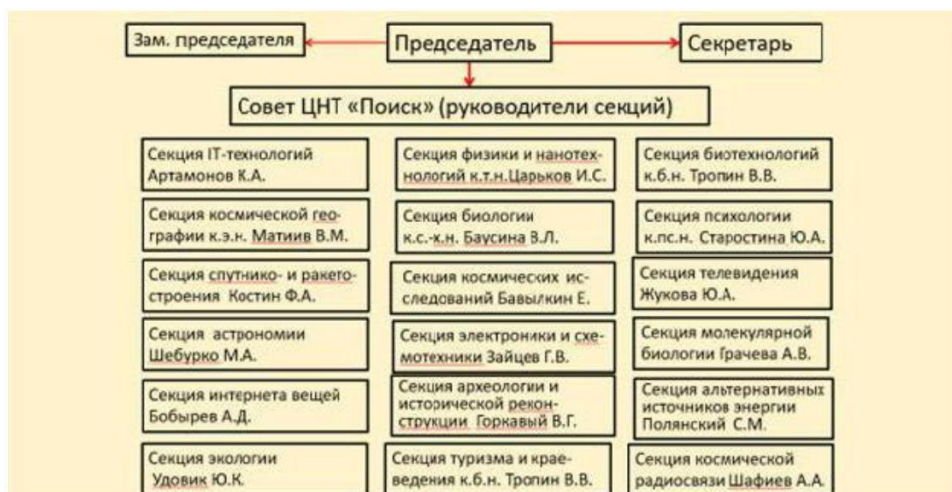 Зам. председателя
Председатель
Секретарь
Совет ЦНТ «Поиск» (руководители секций)
Секция IT-технологий
Артамонов К.А.
Секция физики и нанотех-
нологий к.т.н.Царьков И.С.
Секция биотехнологий
к.б.н. Тропин В.В.
Секция космической гео-
графии к.э.н. Матиив В.М.
Секция биологии
к.с.-х.н. Баусина В.Л.
Секция психологии
к.пс.н. Старостина Ю.А.
Секция спутнико- и ракето-
строения Костин Ф.А.
Секция космических ис-
следований Бавылкин Е.
Секция телевидения
Жукова Ю.А.
Секция астрономии
Шебурко М.А.
Секция электроники и схе-
мотехники Зайцев Г.В.
Секция молекулярной
биологии Грачева А.В.
Секция интернета вещей
Бобырев А.Д.
Секция археологии и
исторической рекон-
струкции Горкавый В.Г.
Секция альтернативных
источников энергии
Полянский С.М.
Секция экологии
Удовик Ю.К.
Секция туризма и крае-
ведения к.б.н. Тропин В.В.
Секция космической
радиосвязи Шафиев А.А.